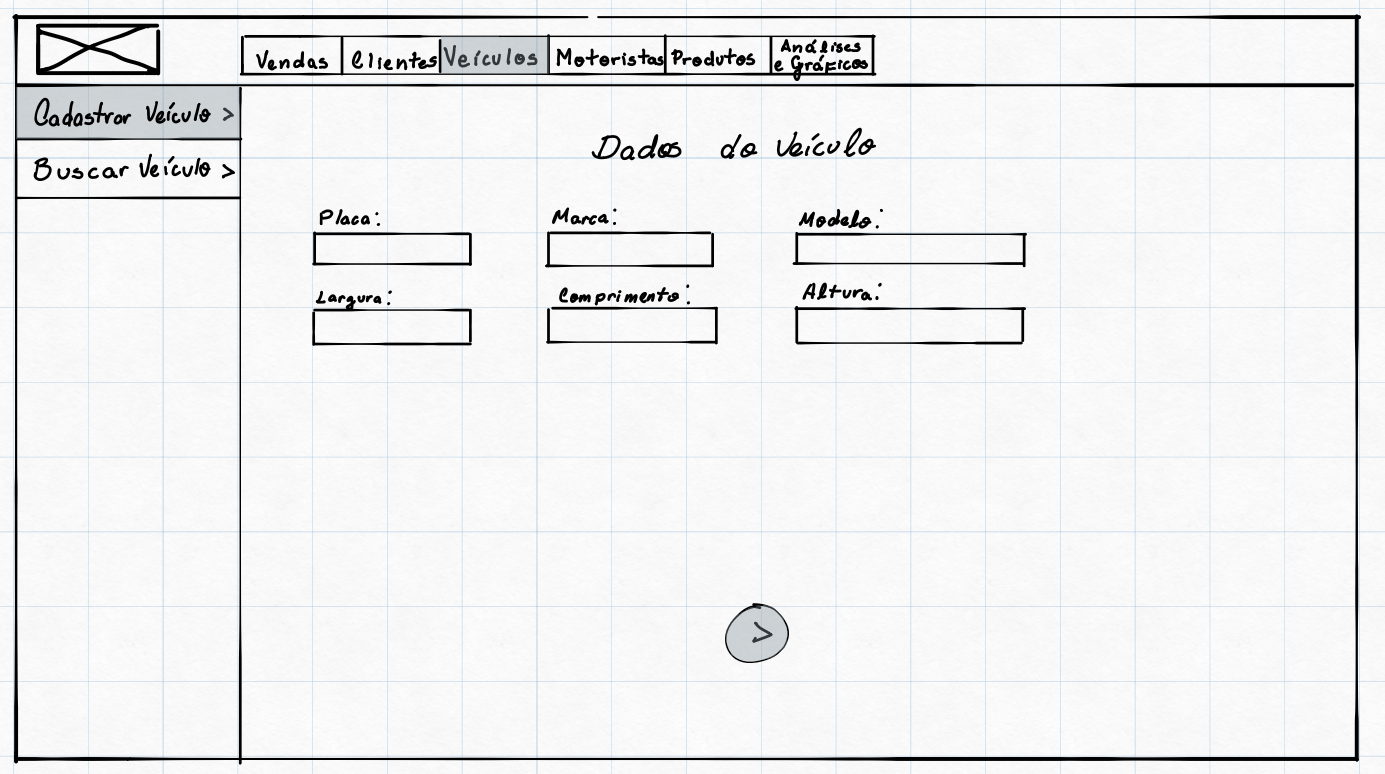 Vendas
Clientes
Veículos
Motoristas
Produtos
Análises
e Gráficos
Cadastrar Veículo >
Buscar Veículo >
Dados do Veículo
Placa:
Marca:
Modelo:
Largura:
Comprimento:
Altura:
>